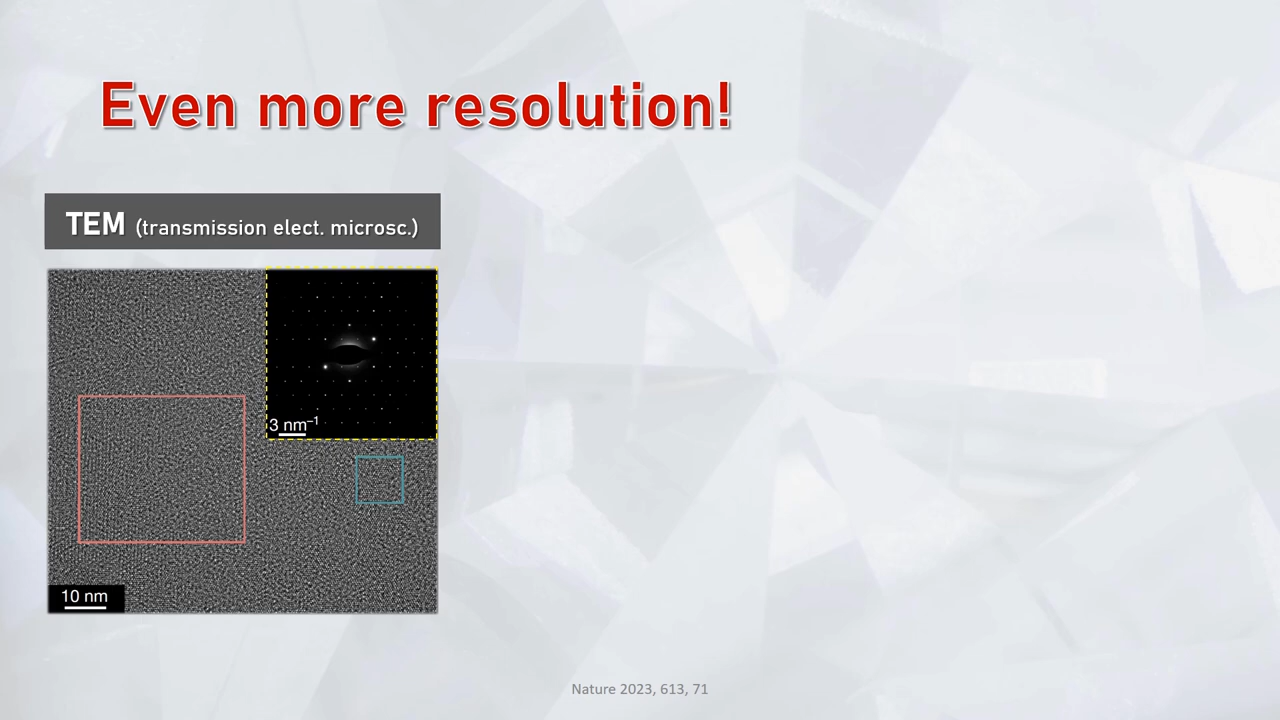 Even more resolution!
TEM (transmission elect. microsc.)
3 nm⁻¹
10 nm
Nature 2023, 613, 71